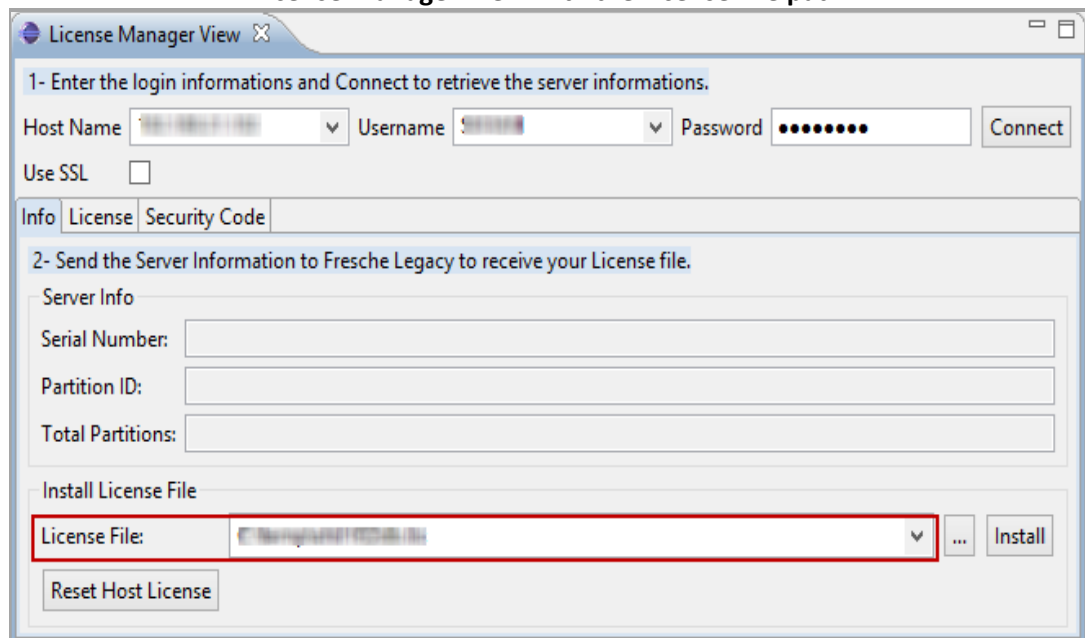 License Manager View
1- Enter the login informations and Connect to retrieve the server informations.
Host Name Username Password •••••••• Connect
Use SSL
Info License Security Code
2- Send the Server Information to Fresche Legacy to receive your License file.
Server Info
Serial Number:
Partition ID:
Total Partitions:
Install License File
License File: ... Install
Reset Host License